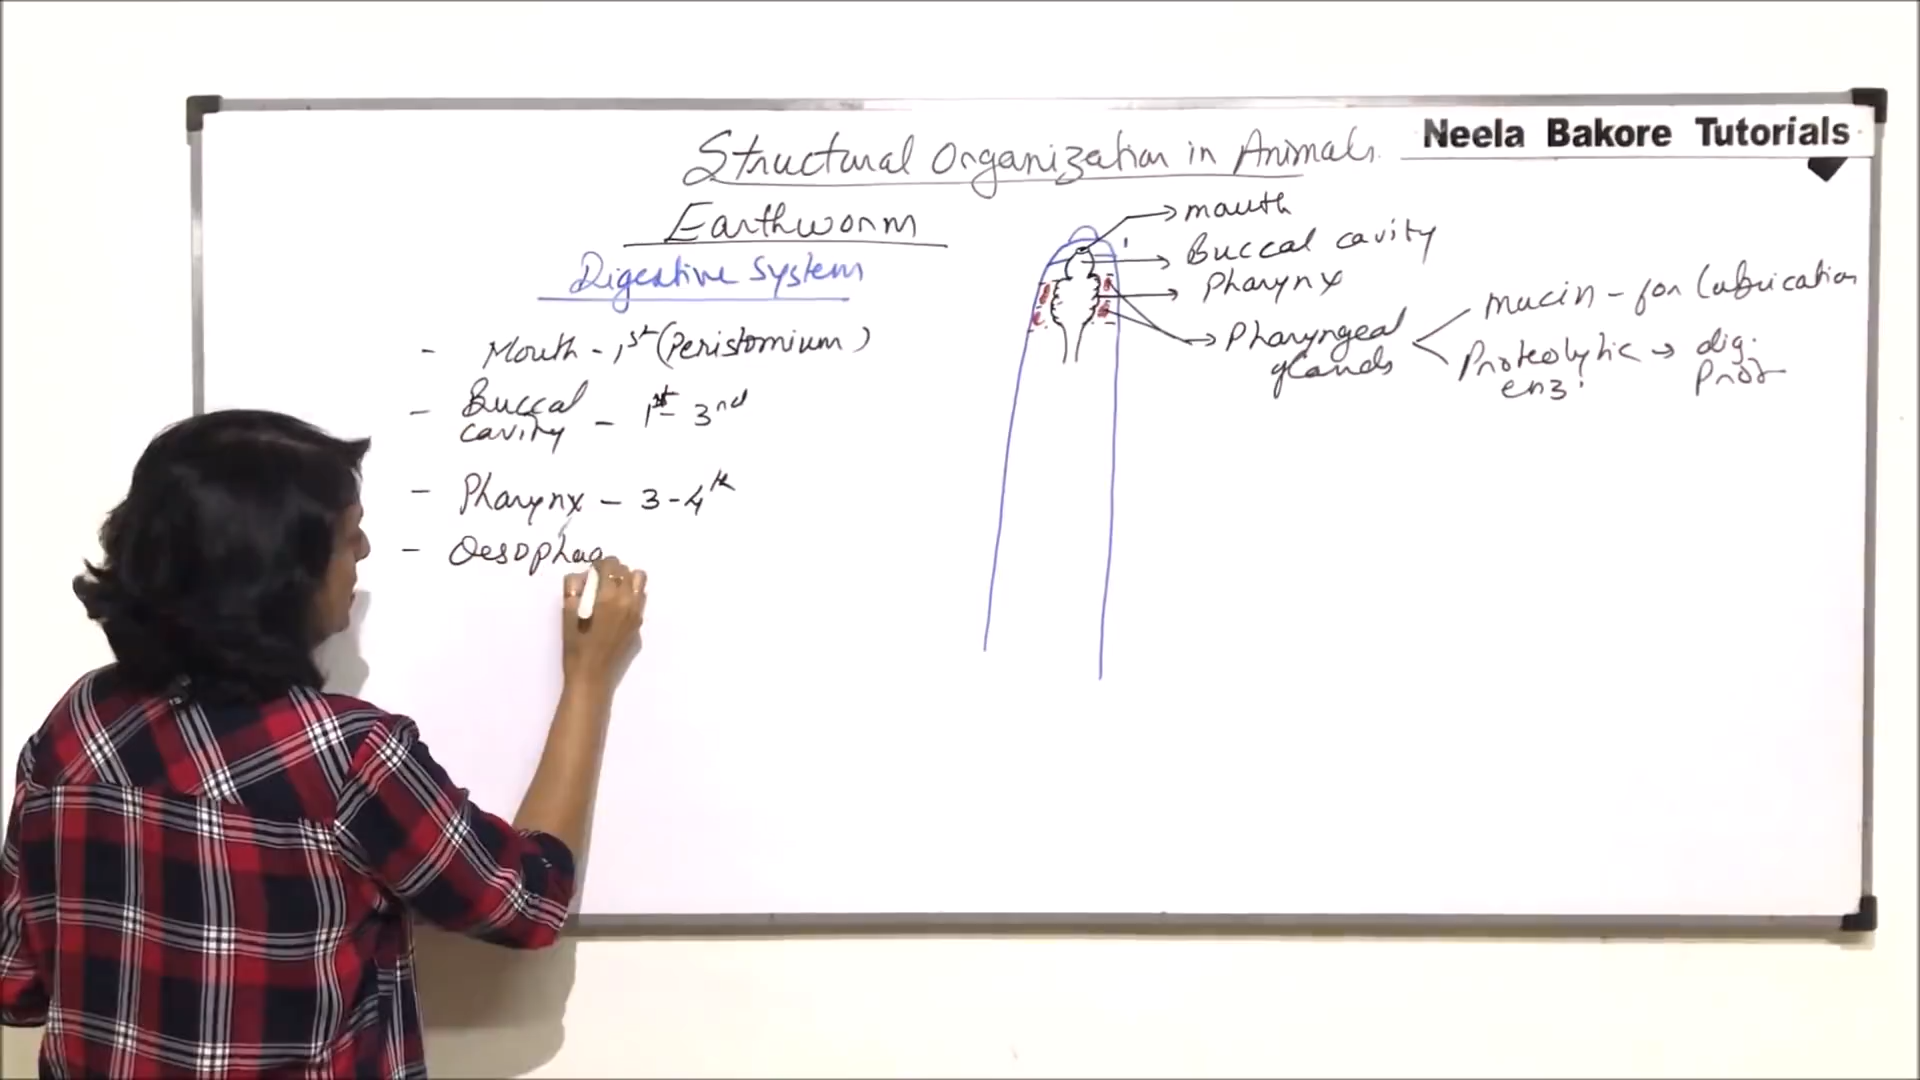 Neela Bakore Tutorials
Structural Organization in Animals.
Earthworm
Digestive System
- Mouth - 1st (Peristomium)
- Buccal cavity - 1st - 3nd
- Pharynx - 3 - 4th
- Oesophag
mouth
Buccal cavity
Pharynx
Pharyngeal
glands
mucin - for lubrication
Proteolytic → dig.
enz. Prot